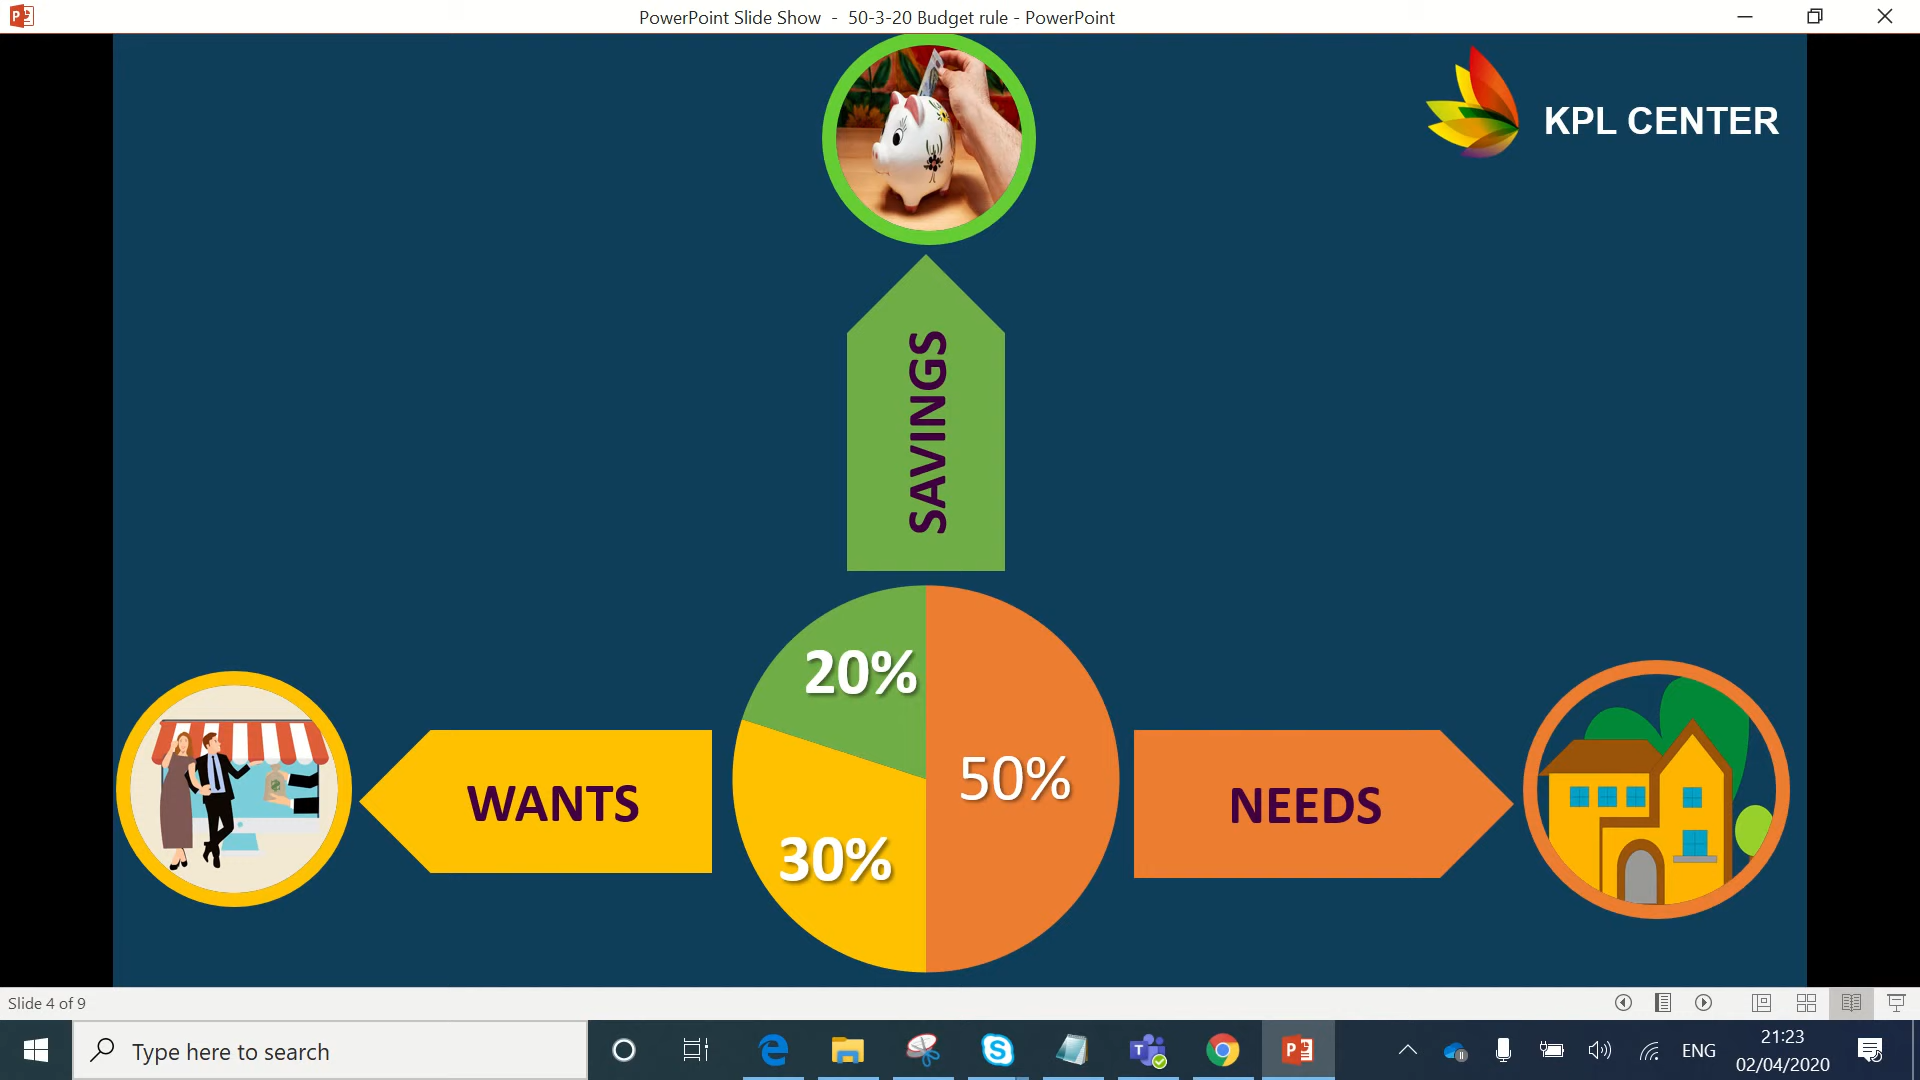 PowerPoint Slide Show - 50-3-20 Budget rule - PowerPoint
KPL CENTER
SAVINGS
20%
50%
30%
WANTS
NEEDS
Slide 4 of 9
Type here to search
ENG
21:23
02/04/2020